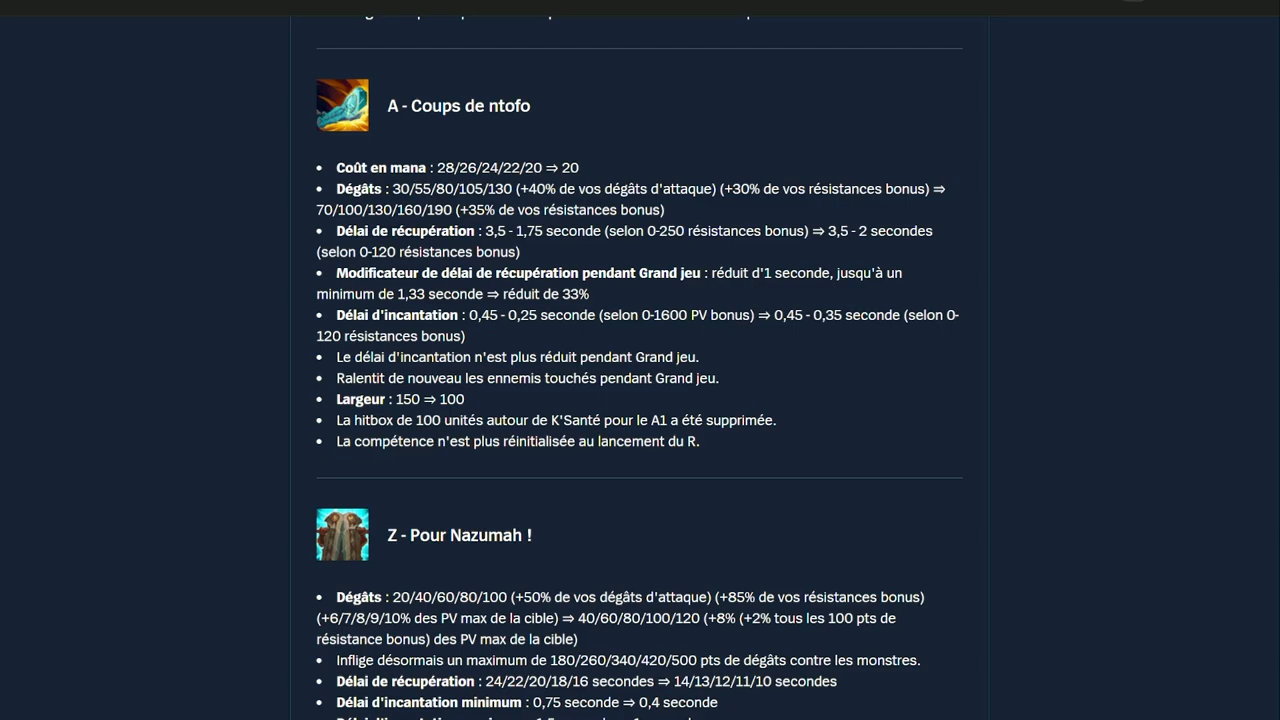 A - Coups de ntofo
• Coût en mana : 28/26/24/22/20 ⇒ 20
• Dégâts : 30/55/80/105/130 (+40% de vos dégâts d'attaque) (+30% de vos résistances bonus) ⇒
70/100/130/160/190 (+35% de vos résistances bonus)
• Délai de récupération : 3,5 - 1,75 seconde (selon 0-250 résistances bonus) ⇒ 3,5 - 2 secondes
(selon 0-120 résistances bonus)
• Modificateur de délai de récupération pendant Grand jeu : réduit d'1 seconde, jusqu'à un
minimum de 1,33 seconde ⇒ réduit de 33%
• Délai d'incantation : 0,45 - 0,25 seconde (selon 0-1600 PV bonus) ⇒ 0,45 - 0,35 seconde (selon 0-
120 résistances bonus)
• Le délai d'incantation n'est plus réduit pendant Grand jeu.
• Ralentit de nouveau les ennemis touchés pendant Grand jeu.
• Largeur : 150 ⇒ 100
• La hitbox de 100 unités autour de K'Santé pour le A1 a été supprimée.
• La compétence n'est plus réinitialisée au lancement du R.
Z - Pour Nazumah !
• Dégâts : 20/40/60/80/100 (+50% de vos dégâts d'attaque) (+85% de vos résistances bonus)
(+6/7/8/9/10% des PV max de la cible) ⇒ 40/60/80/100/120 (+8% (+2% tous les 100 pts de
résistance bonus) des PV max de la cible)
• Inflige désormais un maximum de 180/260/340/420/500 pts de dégâts contre les monstres.
• Délai de récupération : 24/22/20/18/16 secondes ⇒ 14/13/12/11/10 secondes
• Délai d'incantation minimum : 0,75 seconde ⇒ 0,4 seconde